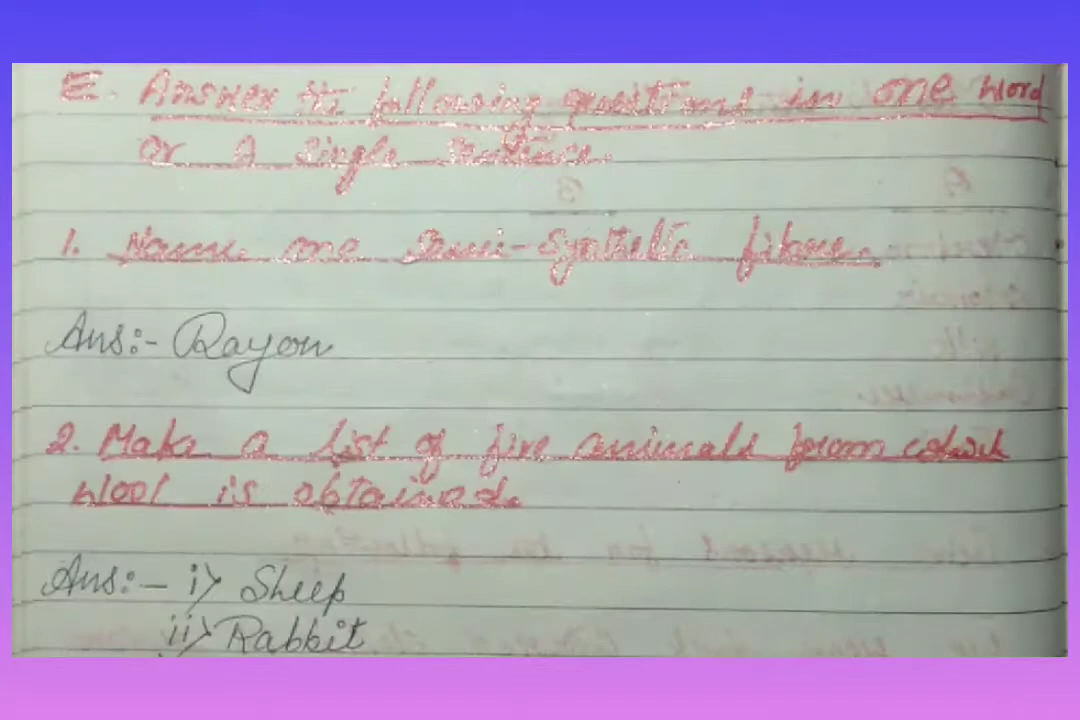 E. Answer the following questions in one word
Or A single sentence.
1. Name one semi-synthetic fibre.
Ans:- Rayon
2. Make a list of five animals from which
wool is obtained.
Ans:- i> Sheep
ii> Rabbit